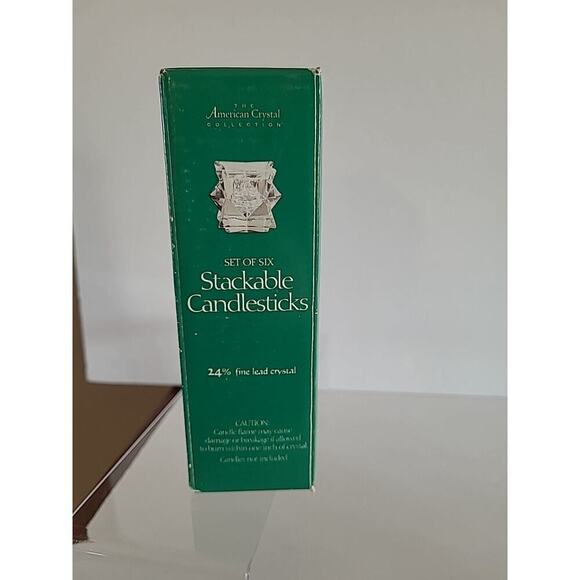 THE
American Crystal
COLLECTION
SET OF SIX
Stackable
Candlesticks
24% fine lead crystal
CAUTION:
Candle flame may cause
damage or breakage if allowed
to burn within one inch of crystal.
Candles not included